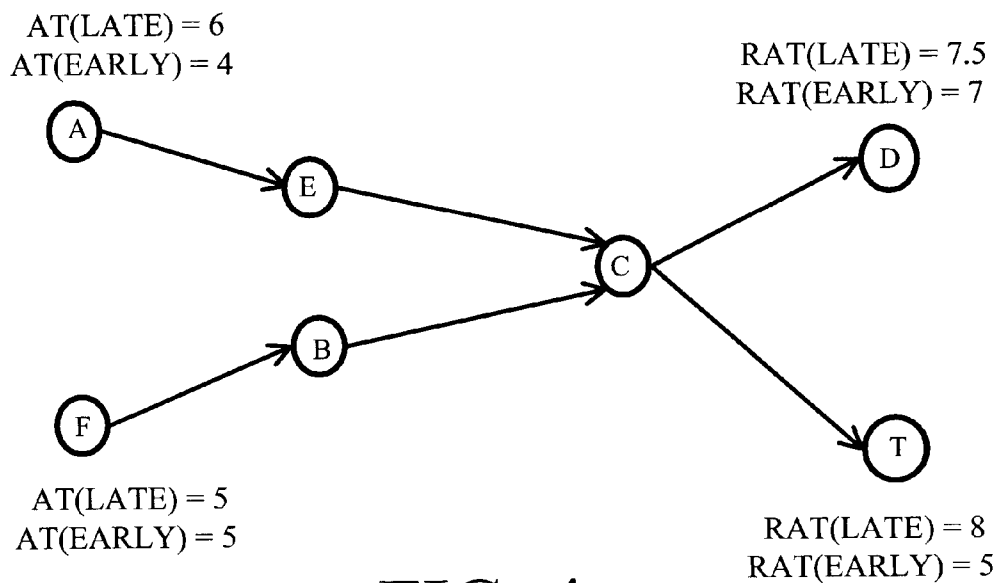 AT(LATE) = 6
AT(EARLY) = 4
RAT(LATE) = 7.5
RAT(EARLY) = 7
A
D
E
C
B
F
T
AT(LATE) = 5
AT(EARLY) = 5
RAT(LATE) = 8
RAT(EARLY) = 5